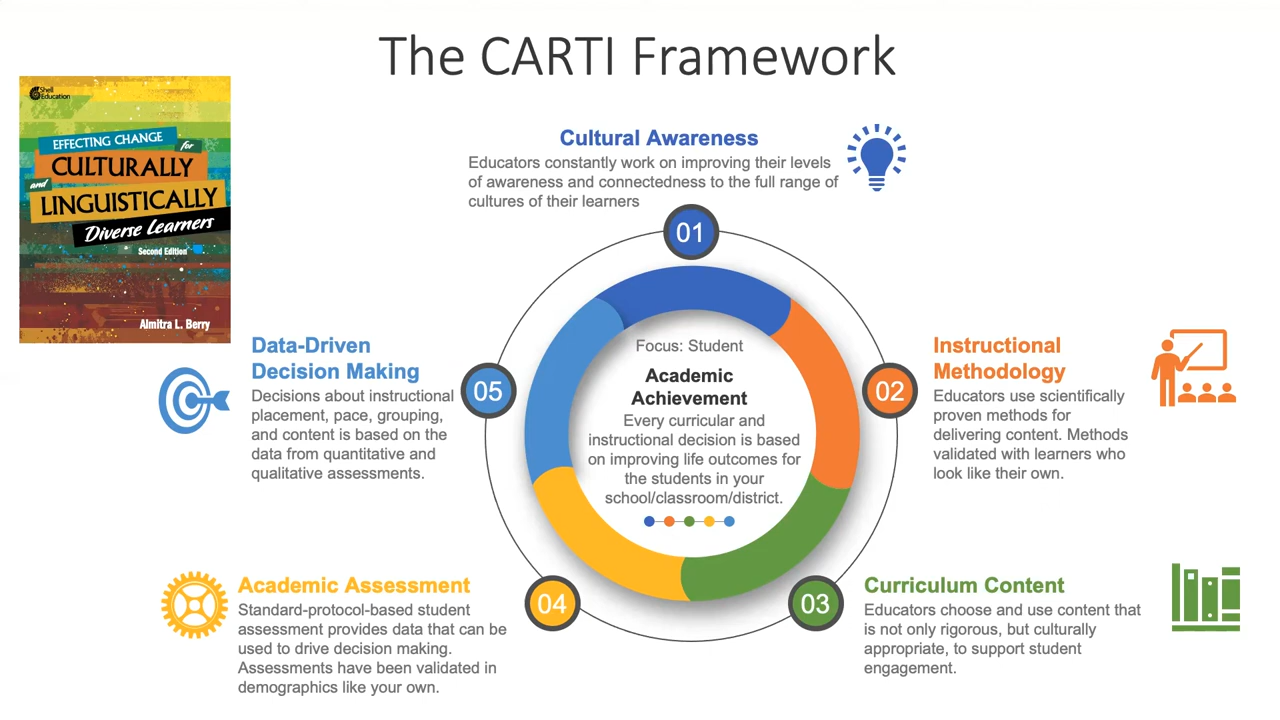 The CARTI Framework
Shell
Education
EFFECTING CHANGE for
CULTURALLY
and
LINGUISTICALLY
Diverse Learners
Second Edition
Almitra L. Berry
Cultural Awareness
Educators constantly work on improving their levels
of awareness and connectedness to the full range of
cultures of their learners
01
Instructional
Methodology
Educators use scientifically
proven methods for
delivering content. Methods
validated with learners who
look like their own.
02
Curriculum Content
Educators choose and use content that
is not only rigorous, but culturally
appropriate, to support student
engagement.
03
Academic Assessment
Standard-protocol-based student
assessment provides data that can be
used to drive decision making.
Assessments have been validated in
demographics like your own.
04
Data-Driven
Decision Making
Decisions about instructional
placement, pace, grouping,
and content is based on the
data from quantitative and
qualitative assessments.
05
Focus: Student
Academic
Achievement
Every curricular and
instructional decision is based
on improving life outcomes for
the students in your
school/classroom/district.